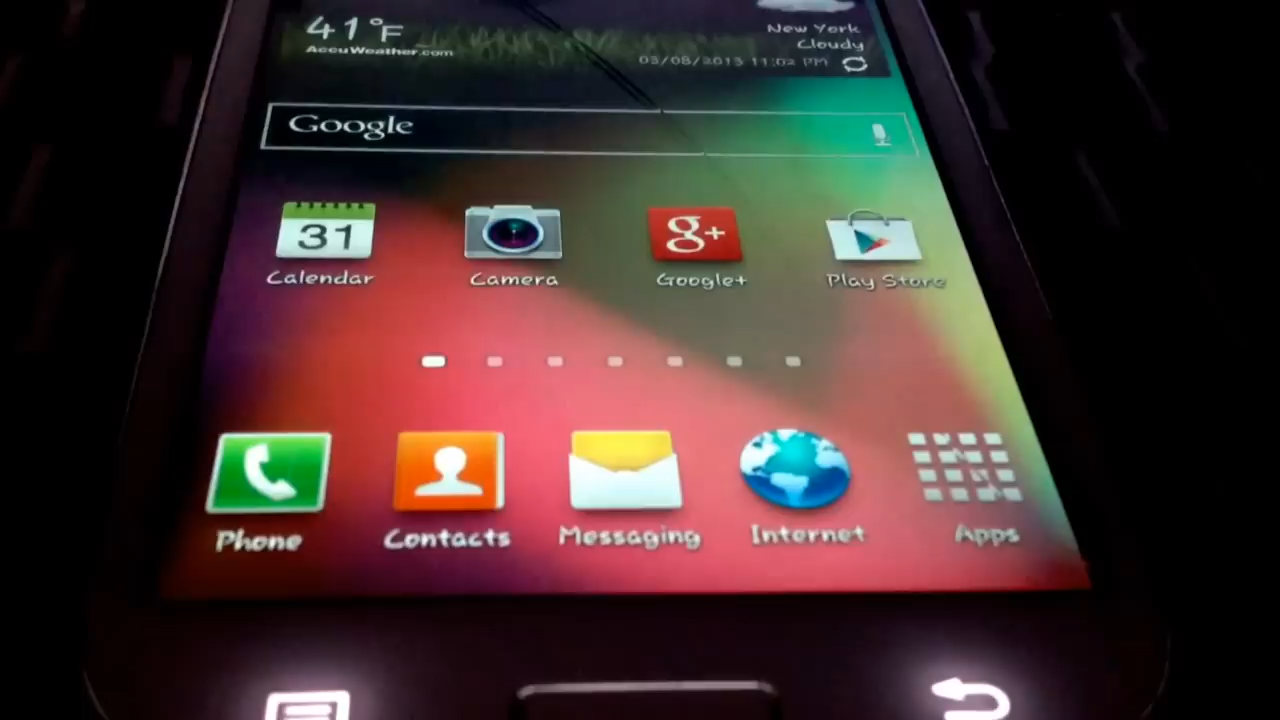 41°F
AccuWeather.com
New York
Cloudy
03/08/2013 11:02 PM
Google
31
Calendar
Camera
g+
Google+
Play Store
Phone
Contacts
Messaging
Internet
Apps